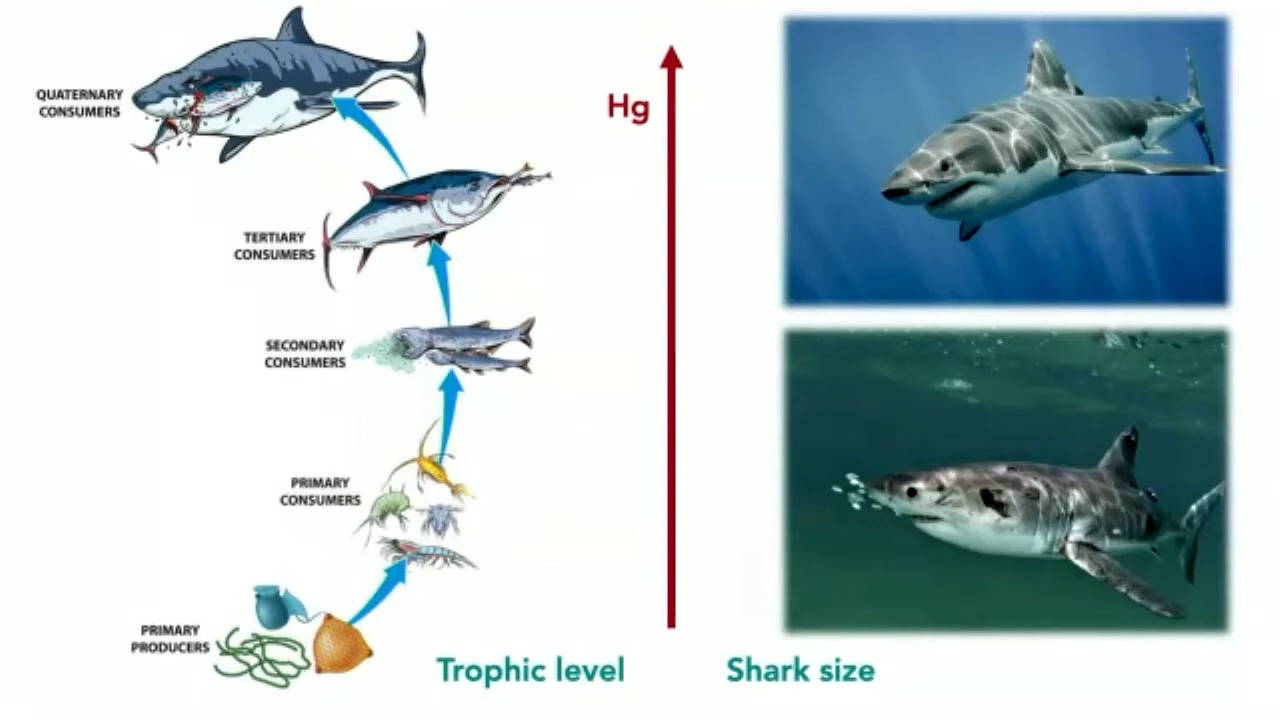 QUATERNARY
CONSUMERS
Hg
TERTIARY
CONSUMERS
SECONDARY
CONSUMERS
PRIMARY
CONSUMERS
PRIMARY
PRODUCERS
Trophic level
Shark size